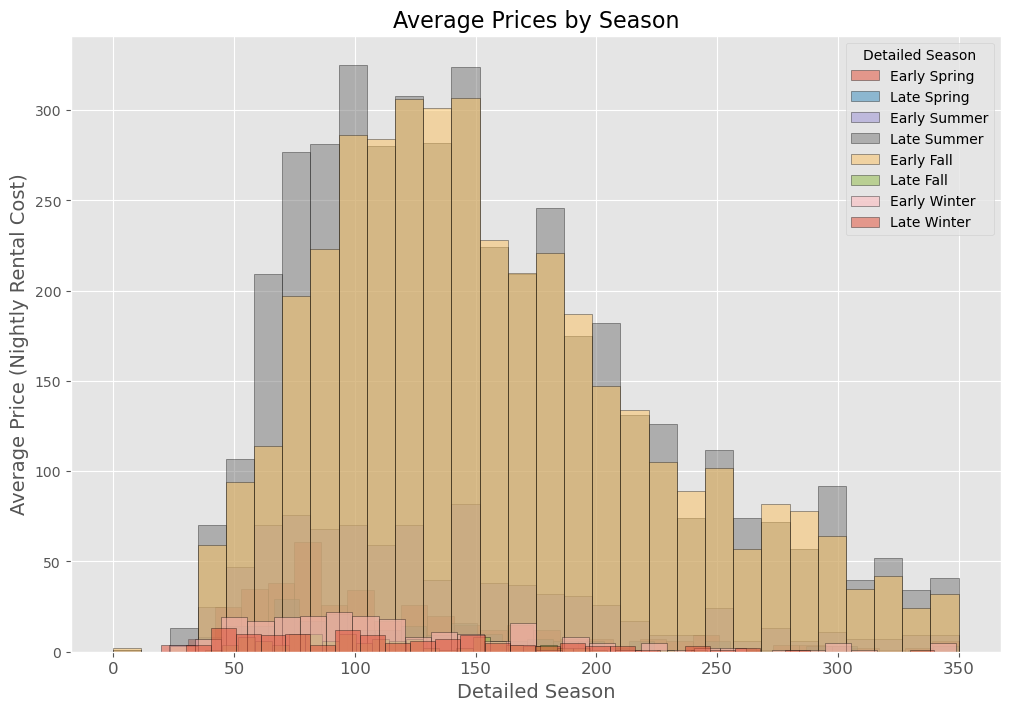 Average Prices by Season
Average Price (Nightly Rental Cost)
300
250
200
150
100
50
0
0 50 100 150 200 250 300 350
Detailed Season
Detailed Season
Early Spring
Late Spring
Early Summer
Late Summer
Early Fall
Late Fall
Early Winter
Late Winter